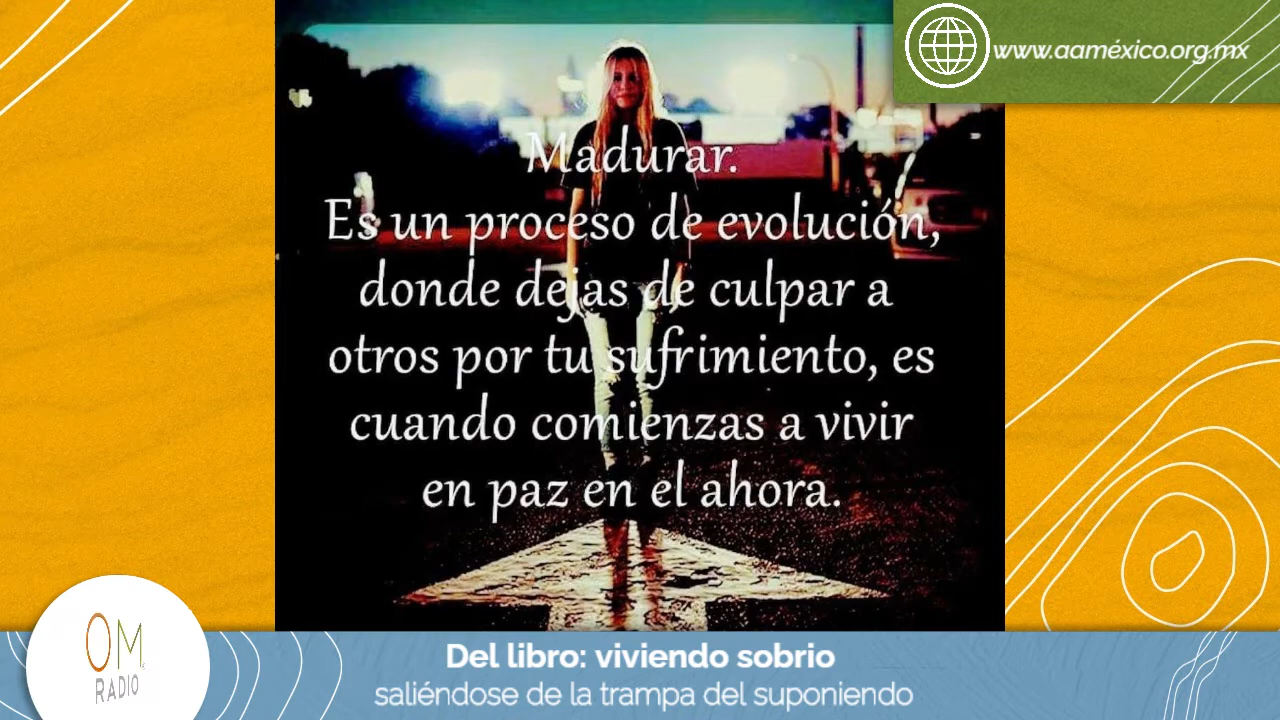 www.aaméxico.org.mx
Madurar.
Es un proceso de evolución,
donde dejas de culpar a
otros por tu sufrimiento, es
cuando comienzas a vivir
en paz en el ahora.
OM
RADIO
Del libro: viviendo sobrio
saliéndose de la trampa del suponiendo